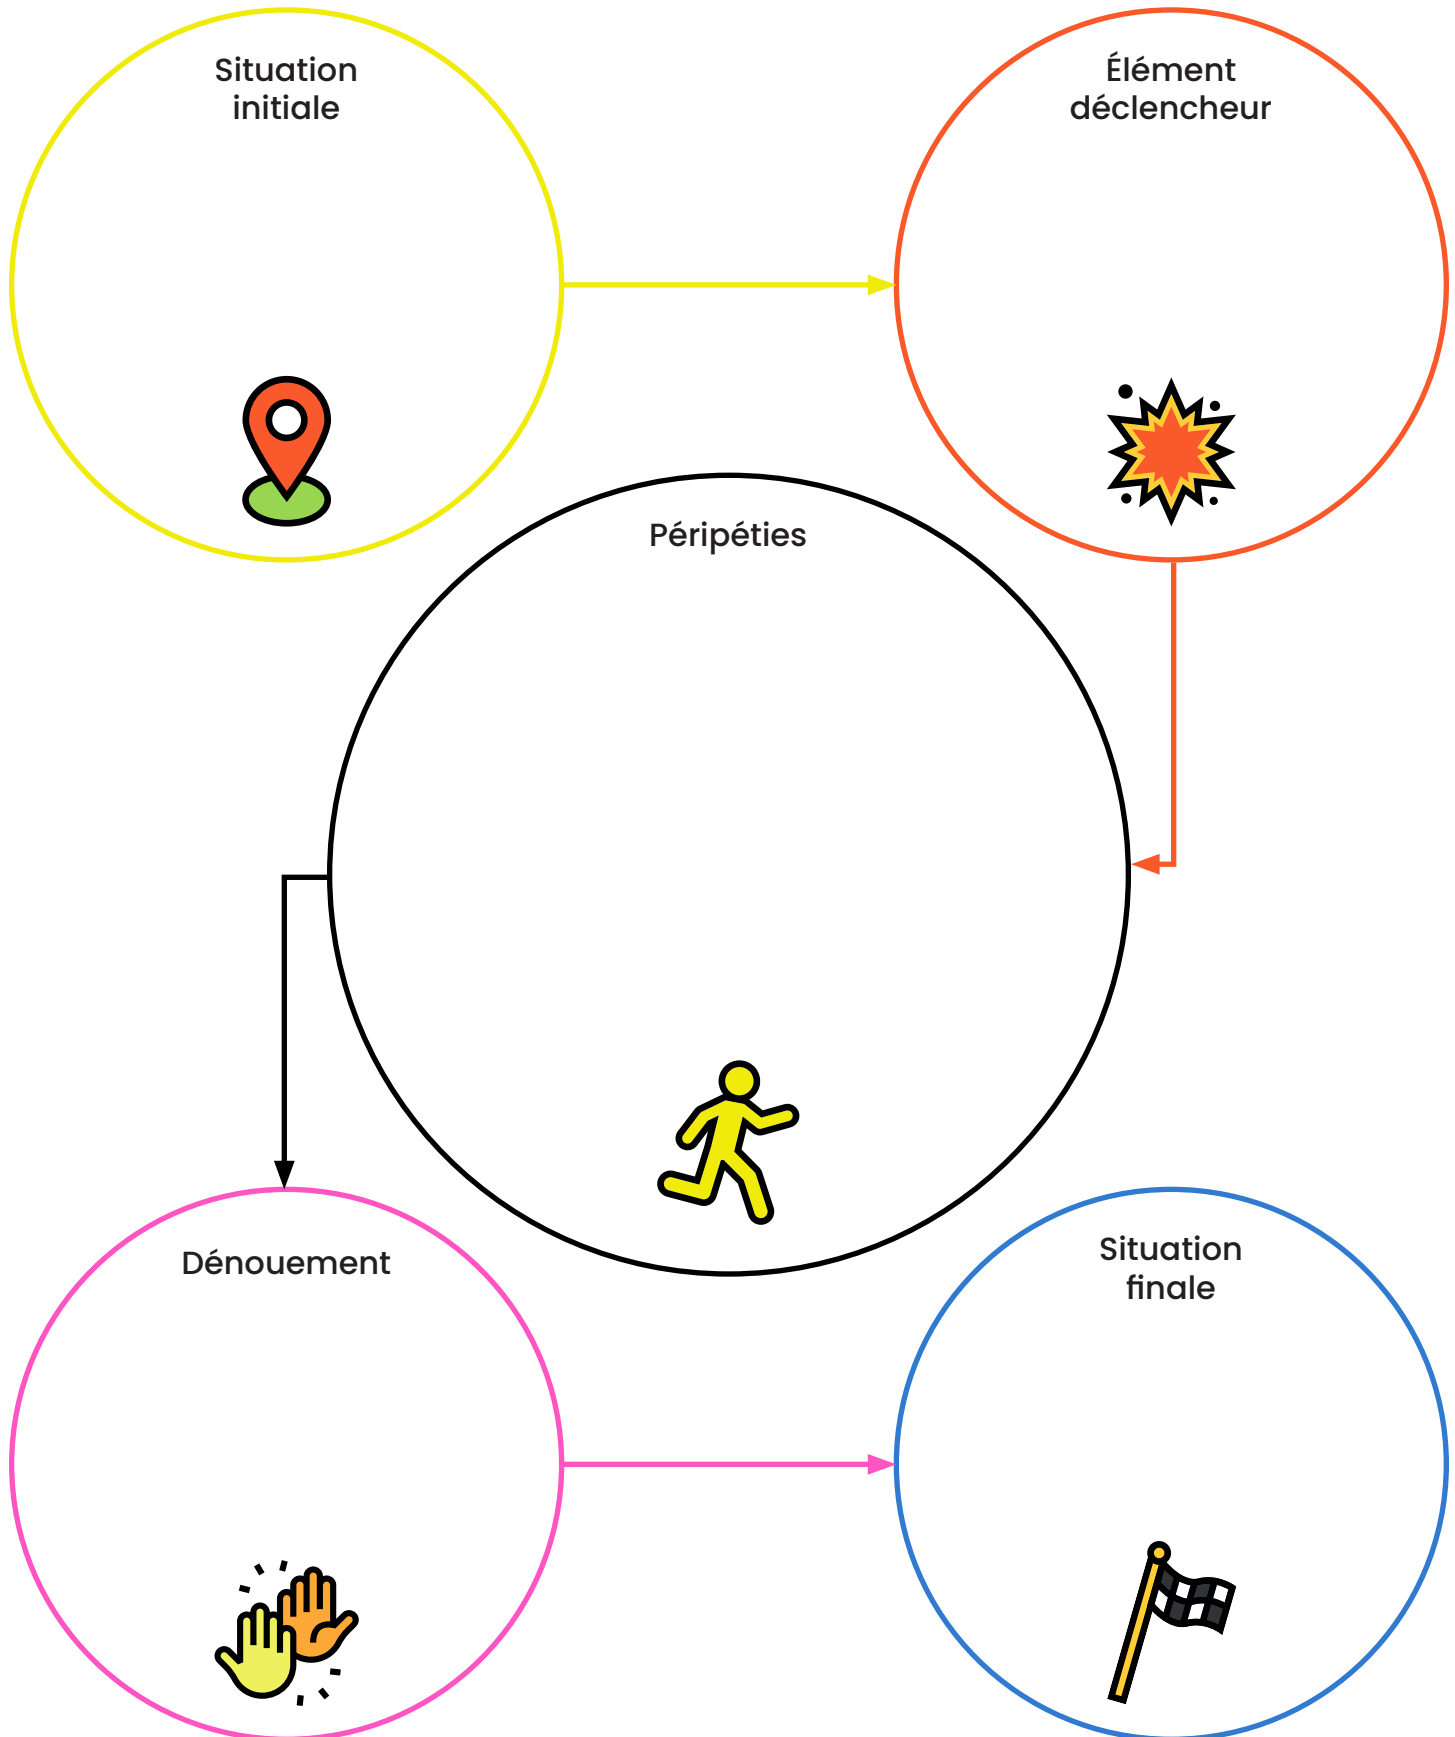 Situation
initiale
Élément
déclencheur
Péripéties
Dénouement
Situation
finale